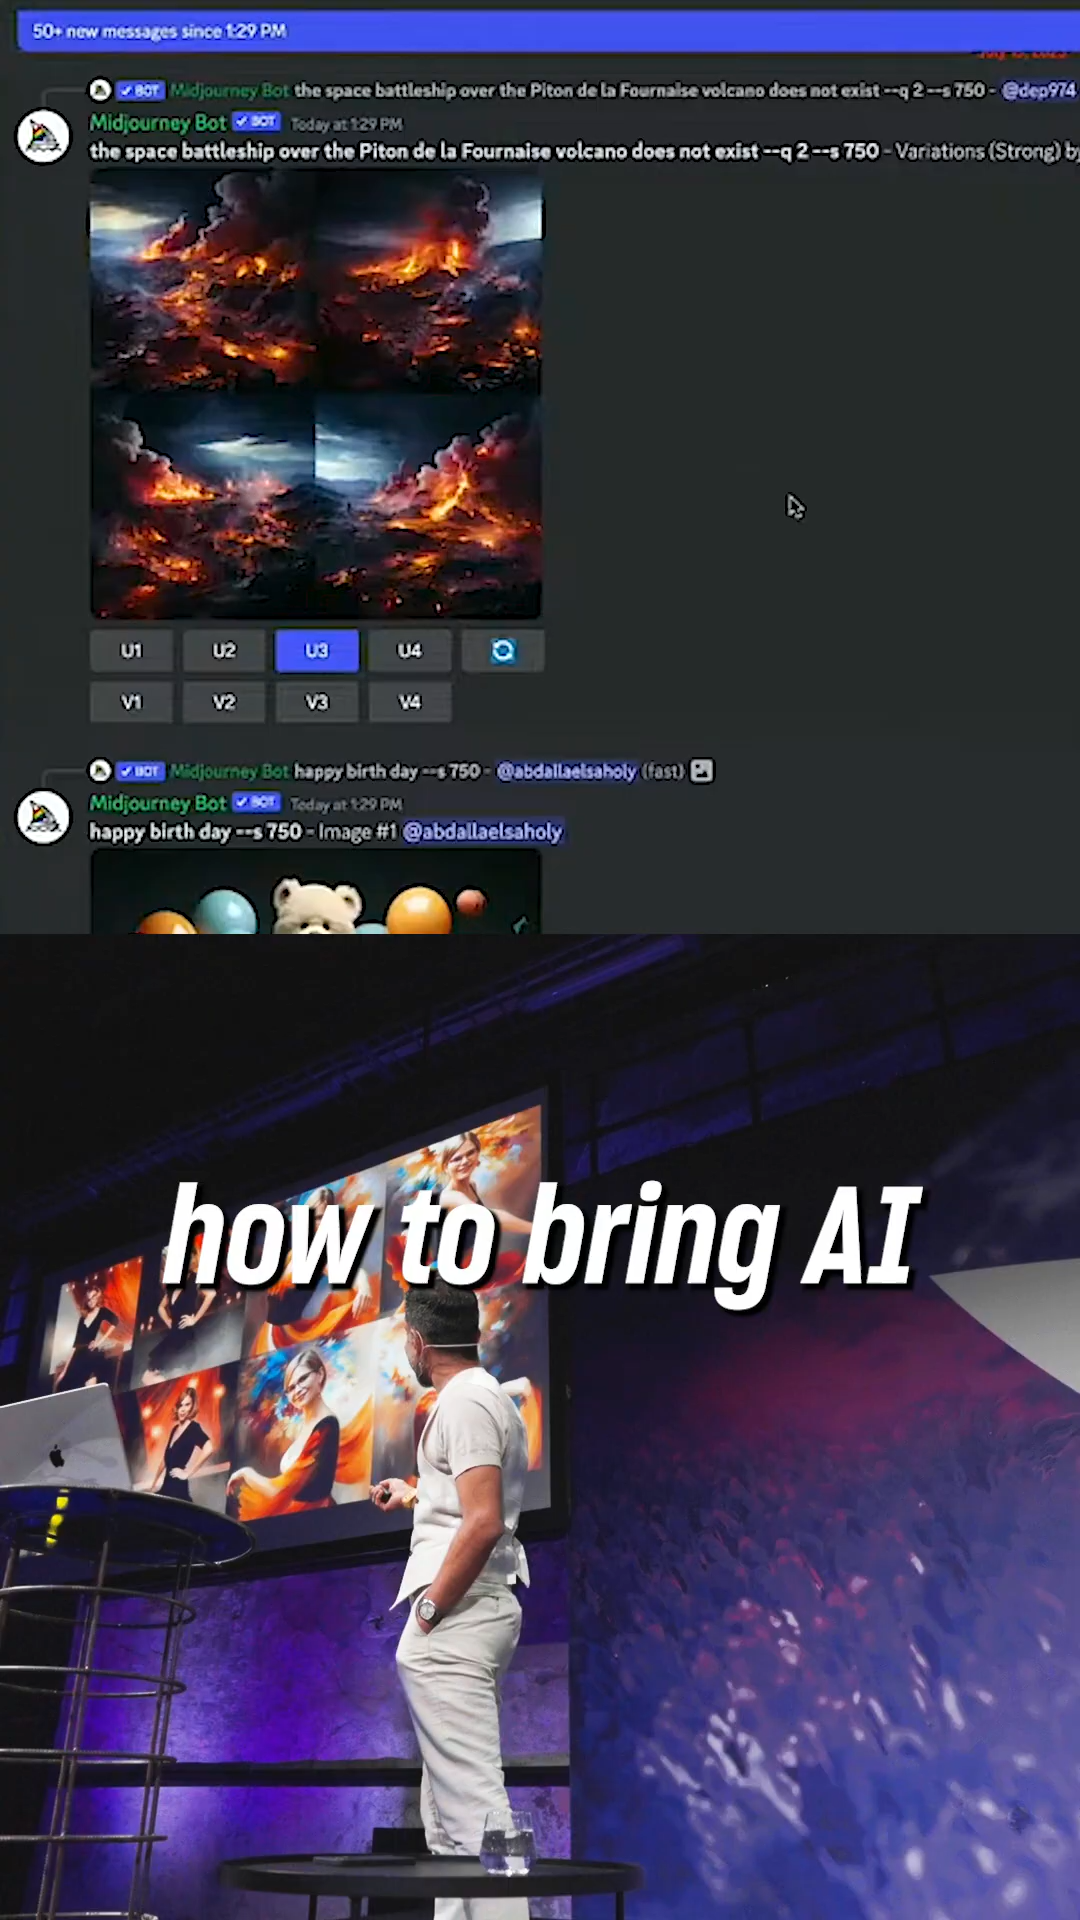 50+ new messages since 1:29 PM
BOT Midjourney Bot the space battleship over the Piton de la Fournaise volcano does not exist --q 2 --s 750 - @dep974
Midjourney Bot BOT Today at 1:29 PM
the space battleship over the Piton de la Fournaise volcano does not exist --q 2 --s 750 - Variations (Strong) by
U1 U2 U3 U4
V1 V2 V3 V4
BOT Midjourney Bot happy birth day --s 750 - @abdallaelsaholy (fast)
Midjourney Bot BOT Today at 1:29 PM
happy birth day --s 750 - Image #1 @abdallaelsaholy
how to bring AI